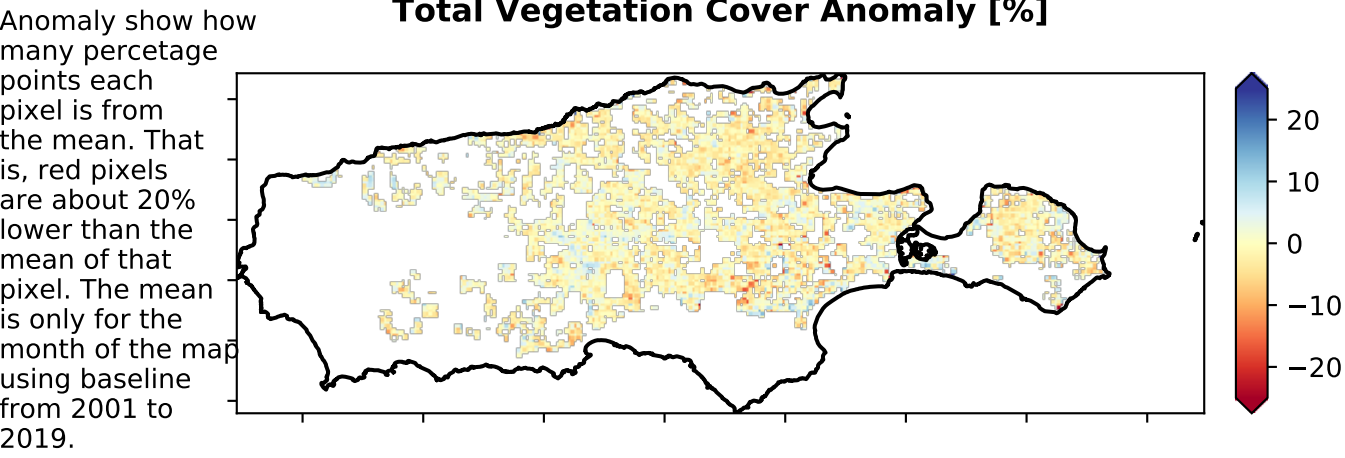 Total Vegetation Cover Anomaly [%]
Anomaly show how
many percetage
points each
pixel is from
the mean. That
is, red pixels
are about 20%
lower than the
mean of that
pixel. The mean
is only for the
month of the map
using baseline
from 2001 to
2019.
20
10
0
−10
−20